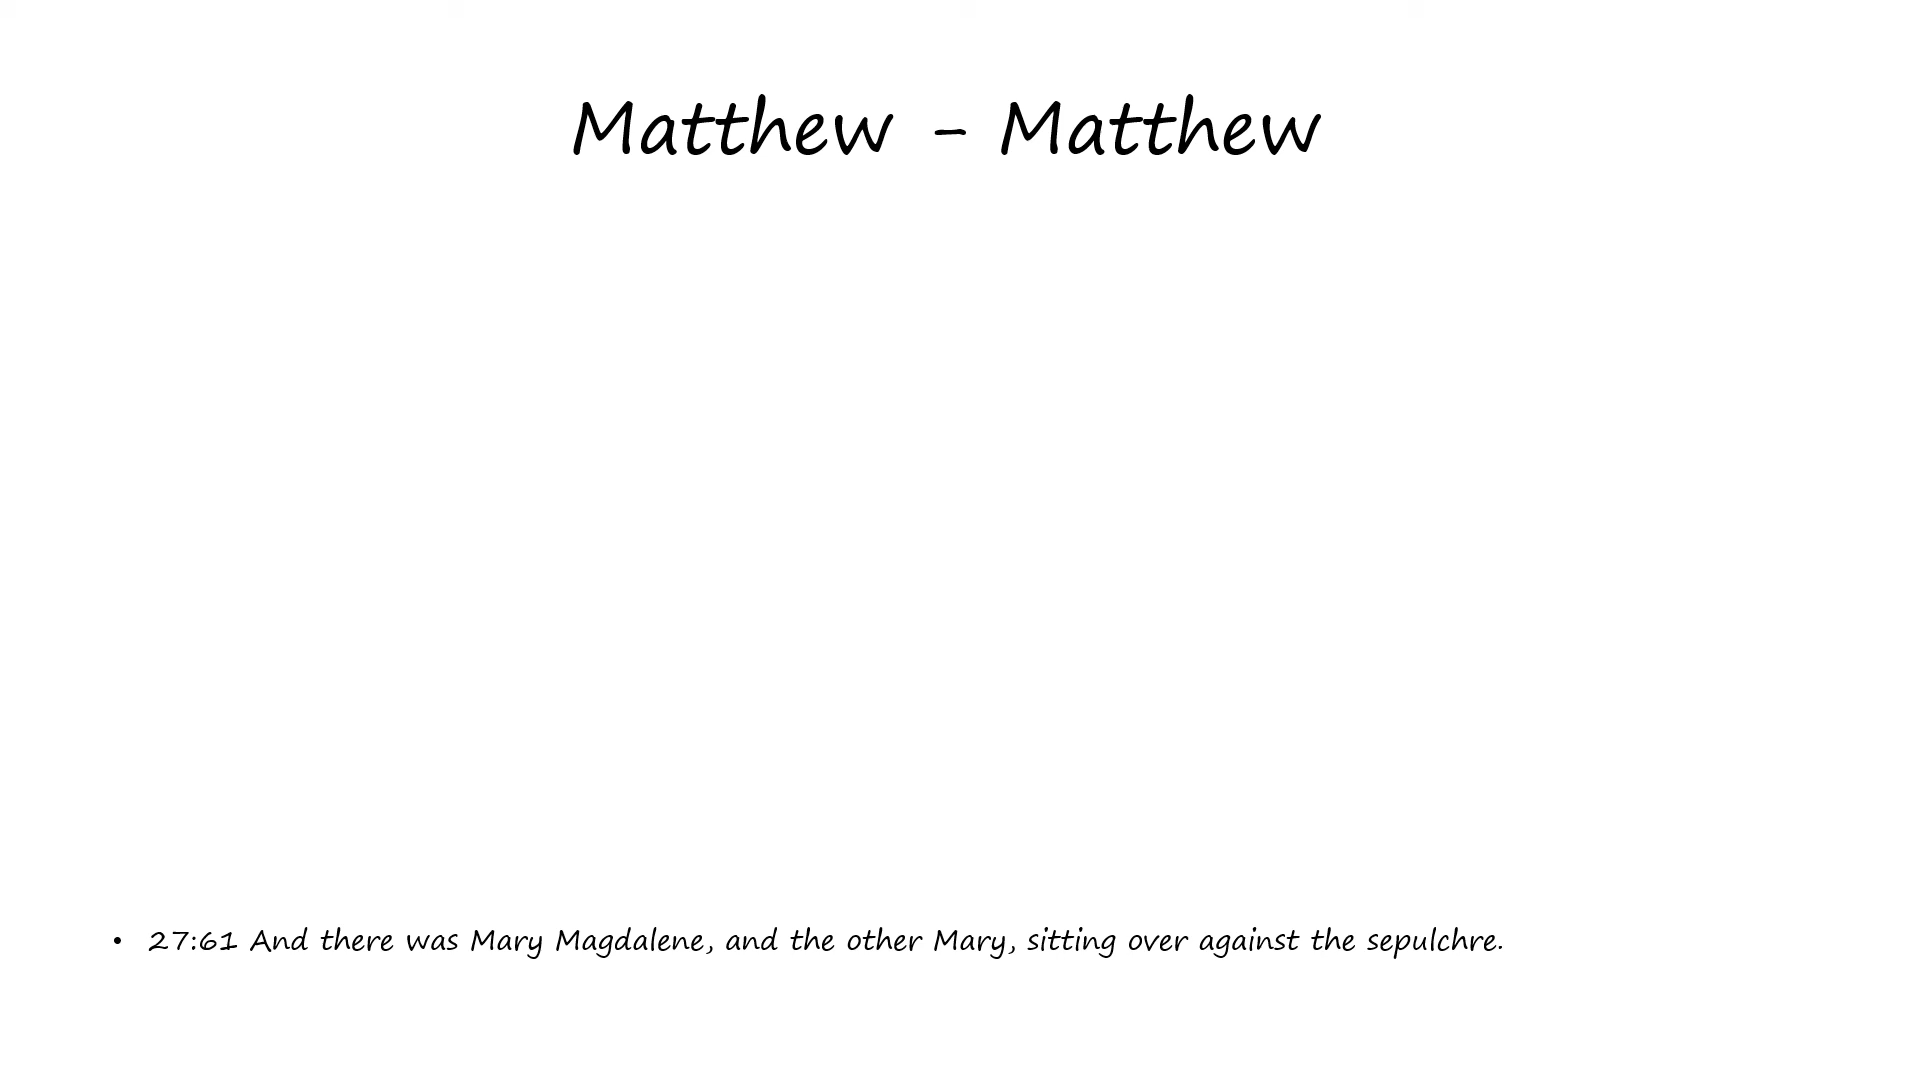 Matthew - Matthew
• 27:61 And there was Mary Magdalene, and the other Mary, sitting over against the sepulchre.